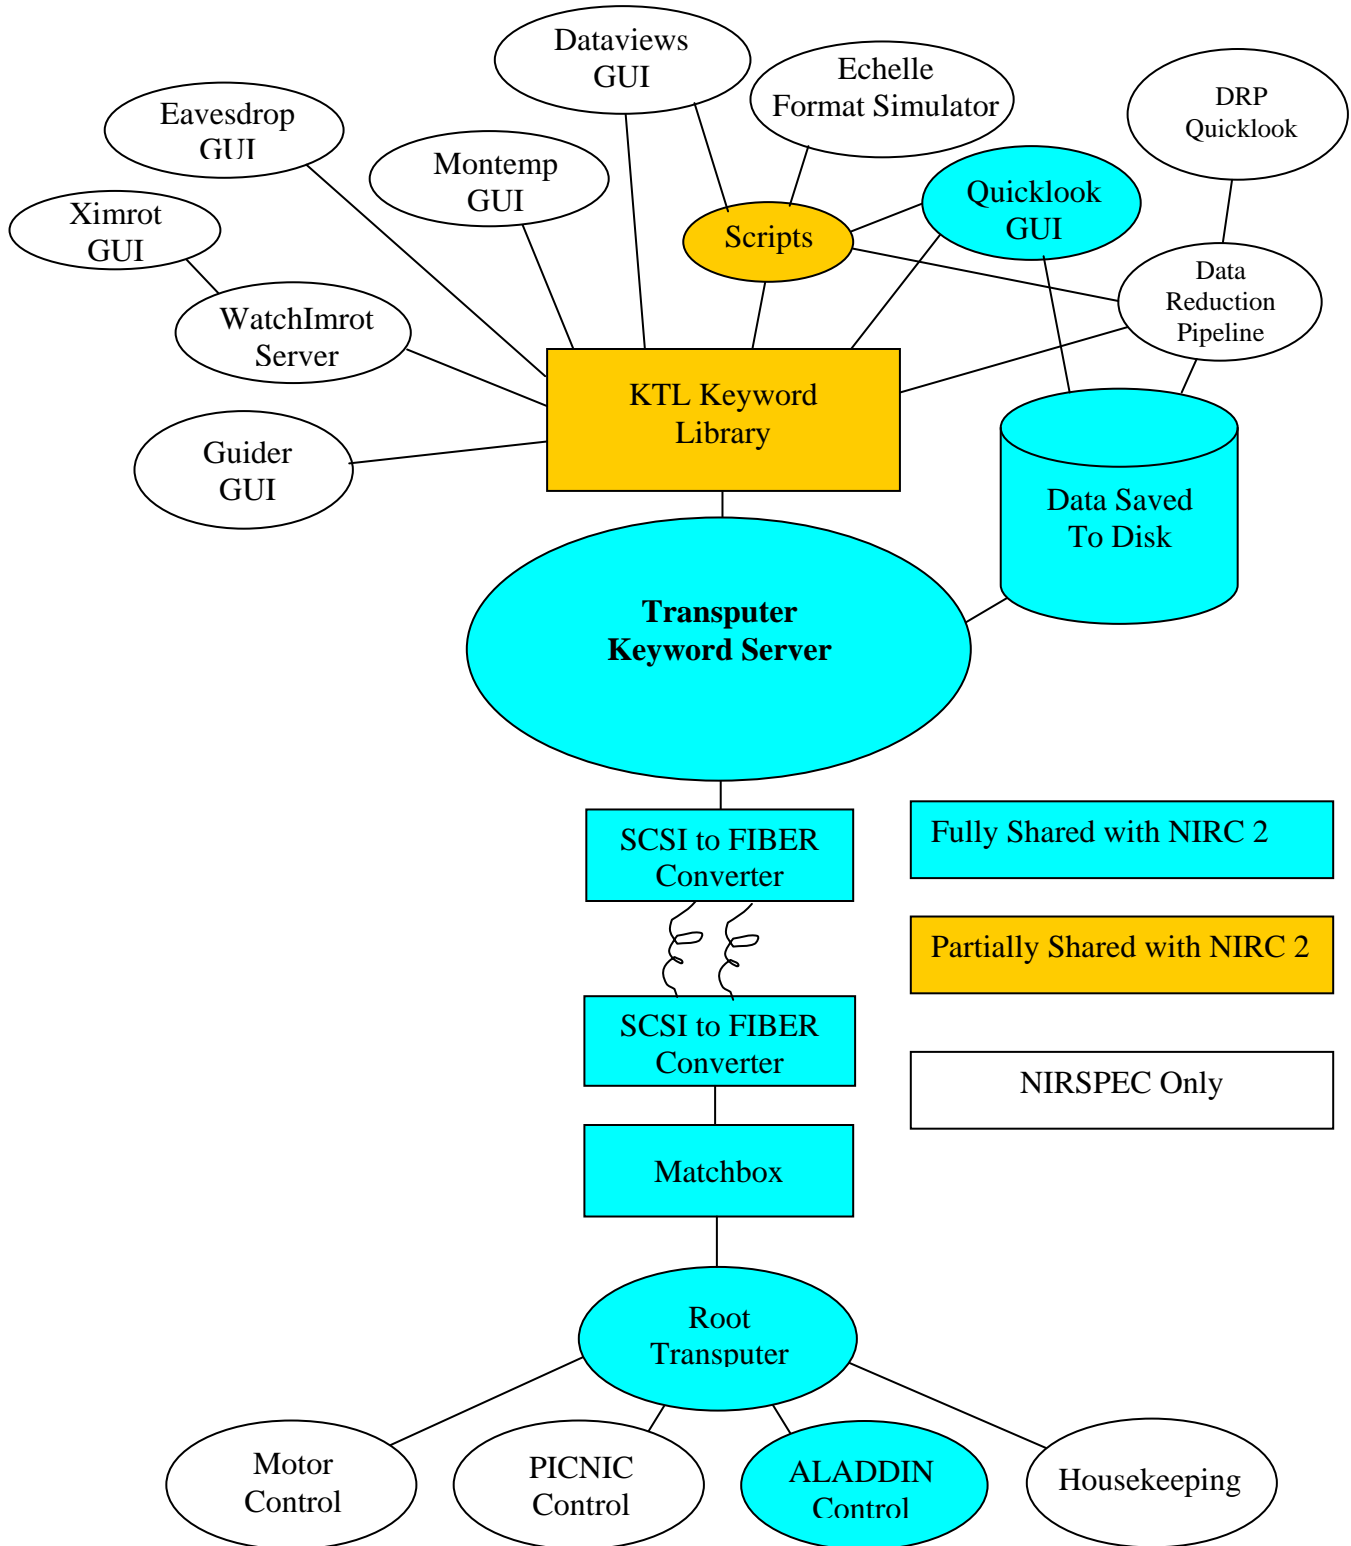 Dataviews
GUI
Echelle
Format Simulator
DRP
Quicklook
Eavesdrop
GUI
Montemp
GUI
Quicklook
GUI
Ximrot
GUI
Scripts
Data
Reduction
Pipeline
WatchImrot
Server
KTL Keyword
Library
Guider
GUI
Data Saved
To Disk
Transputer
Keyword Server
SCSI to FIBER
Converter
Fully Shared with NIRC 2
Partially Shared with NIRC 2
SCSI to FIBER
Converter
NIRSPEC Only
Matchbox
Root
Transputer
Motor
Control
PICNIC
Control
ALADDIN
Control
Housekeeping